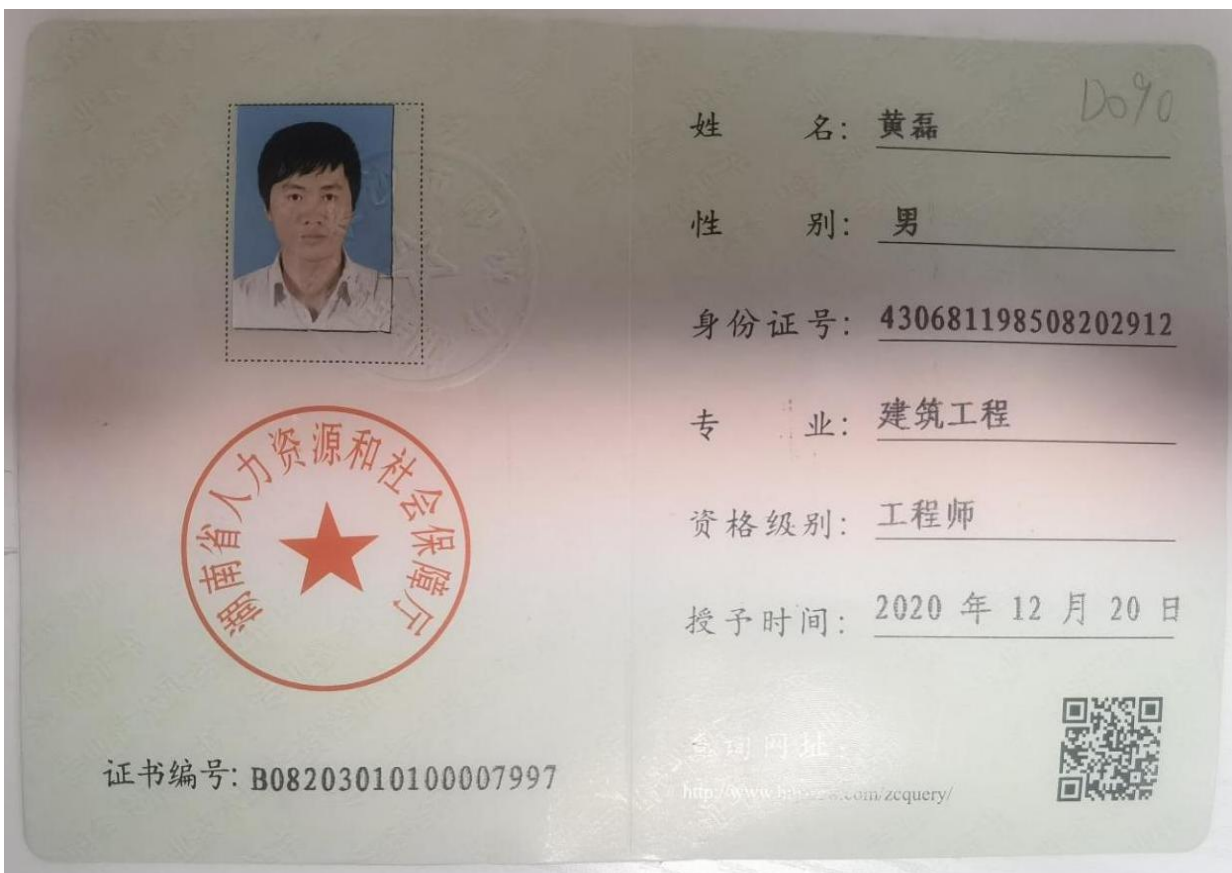 湖南省人力资源和社会保障厅
证书编号: B08203010100007997
D090
姓 名: 黄磊
性 别: 男
身份证号: 430681198508202912
专 业: 建筑工程
资格级别: 工程师
授予时间: 2020 年 12 月 20 日
查询网址:
.com/zcquery/